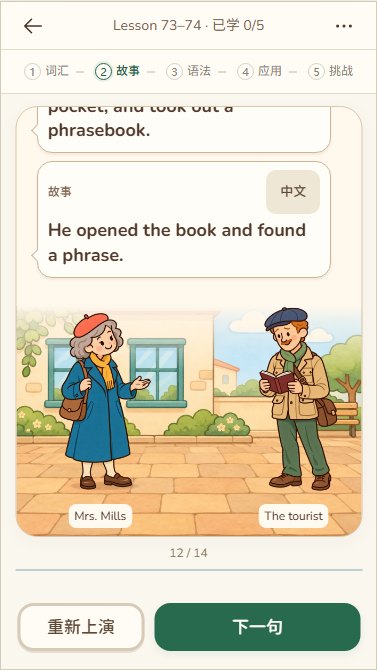 Lesson 73–74 · 已学 0/5
1 词汇 2 故事 3 语法 4 应用 5 挑战
pocket, and took out a
phrasebook.
故事
中文
He opened the book and found
a phrase.
Mrs. Mills
The tourist
12 / 14
重新上演
下一句